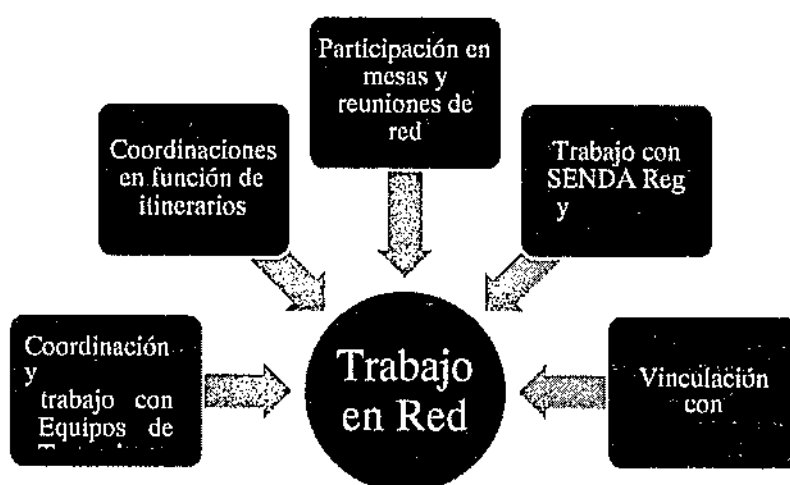 Participación en
mesas y
reuniones de
red
Coordinaciones
en función de
itinerarios
Trabajo con
SENDA Reg
y
Coordinación
y
trabajo con
Equipos de
Trabajo
en Red
Vinculación
con